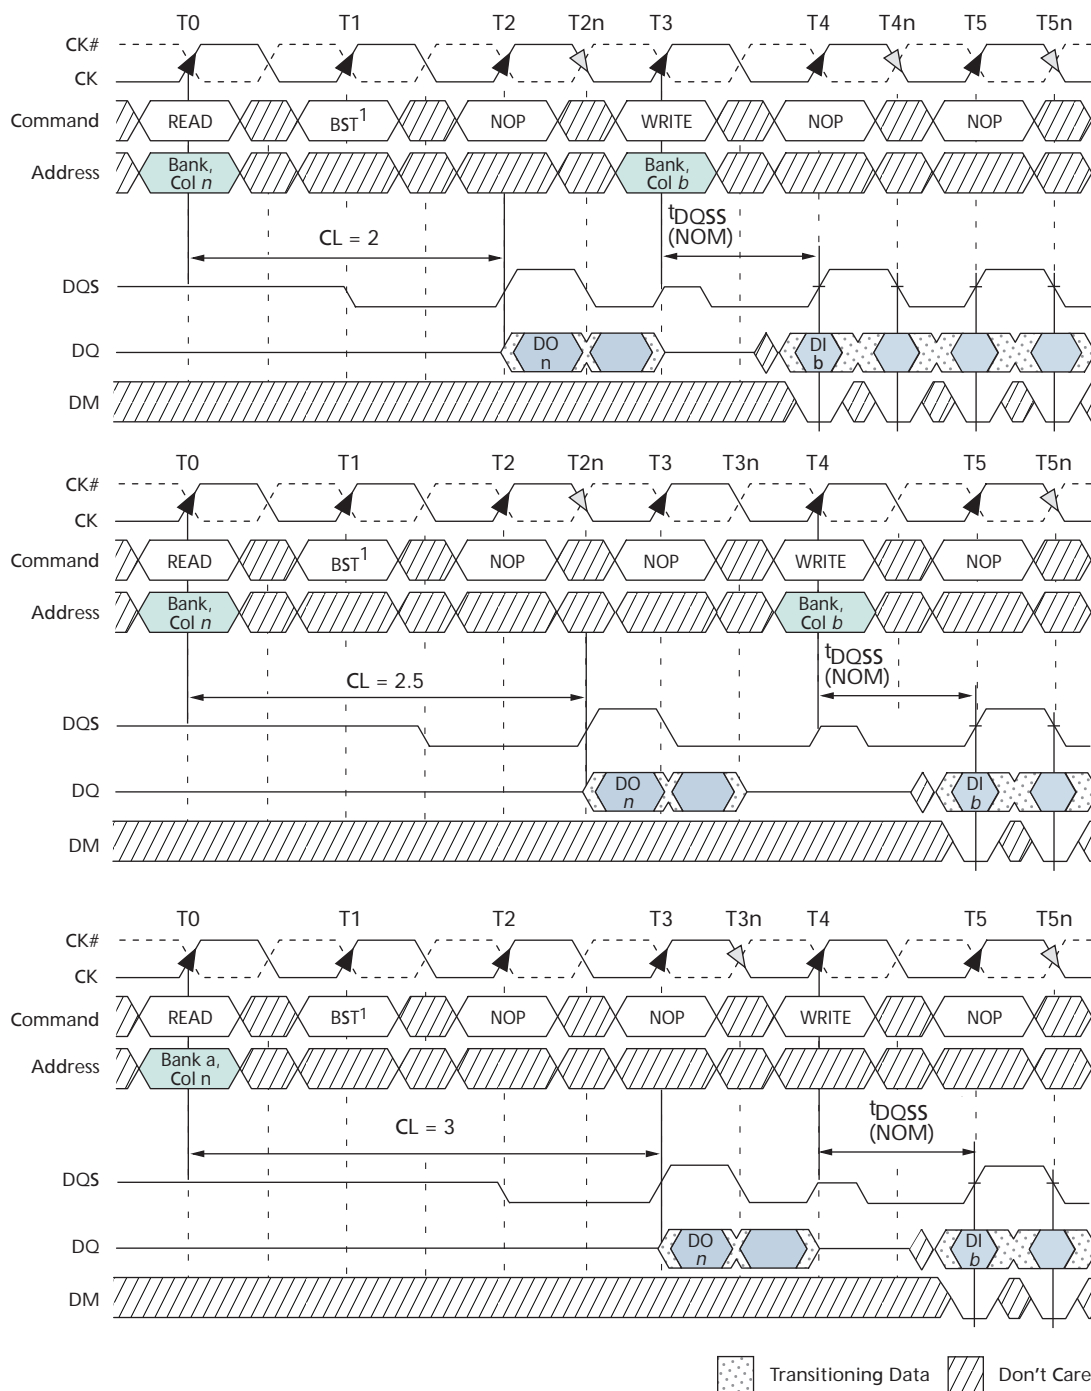 T0 T1 T2 T2n T3 T4 T4n T5 T5n
CK#
CK
Command READ BST1 NOP WRITE NOP NOP
Address Bank, Col n Bank, Col b
CL = 2 tDQSS (NOM)
DQS
DQ DO n DI b
DM
T0 T1 T2 T2n T3 T3n T4 T5 T5n
CK#
CK
Command READ BST1 NOP NOP WRITE NOP
Address Bank, Col n Bank, Col b
CL = 2.5 tDQSS (NOM)
DQS
DQ DO n DI b
DM
T0 T1 T2 T3 T3n T4 T5 T5n
CK#
CK
Command READ BST1 NOP NOP WRITE NOP
Address Bank a, Col n
CL = 3 tDQSS (NOM)
DQS
DQ DO n DI b
DM
Transitioning Data Don't Care